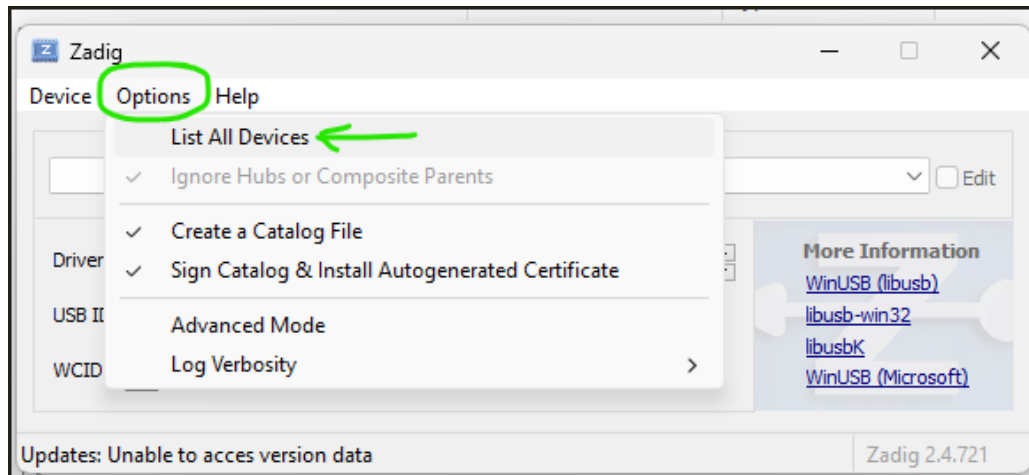 Zadig
Device Options Help
List All Devices
Ignore Hubs or Composite Parents
Edit
Create a Catalog File
Sign Catalog & Install Autogenerated Certificate
Advanced Mode
Log Verbosity
Driver
USB ID
WCID
More Information
WinUSB (libusb)
libusb-win32
libusbK
WinUSB (Microsoft)
Updates: Unable to acces version data
Zadig 2.4.721